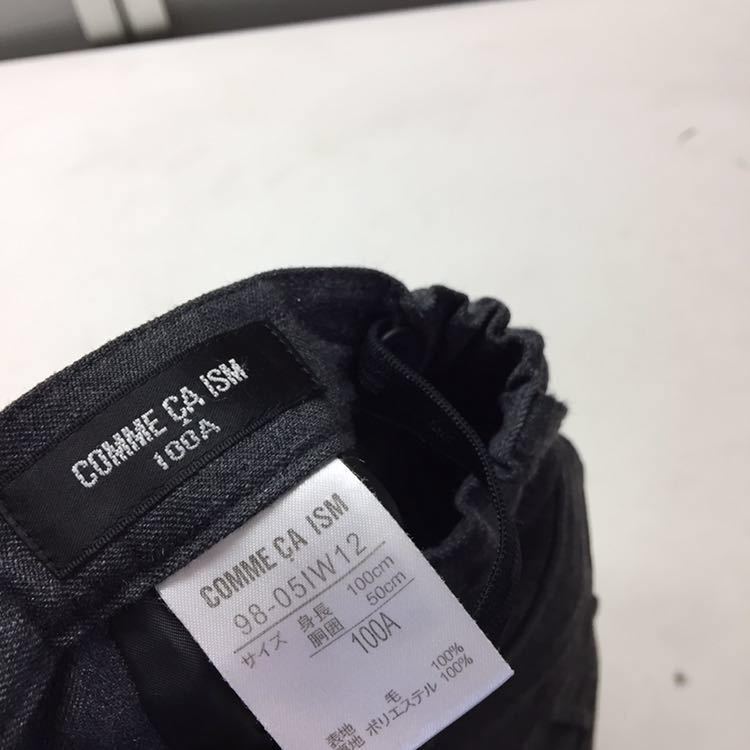 COMME ÇA ISM
100A
COMME ÇA ISM
98-05IW12
サイズ 身長 100cm
胴囲 50cm
100A
表地 毛 100%
ポリエステル 100%